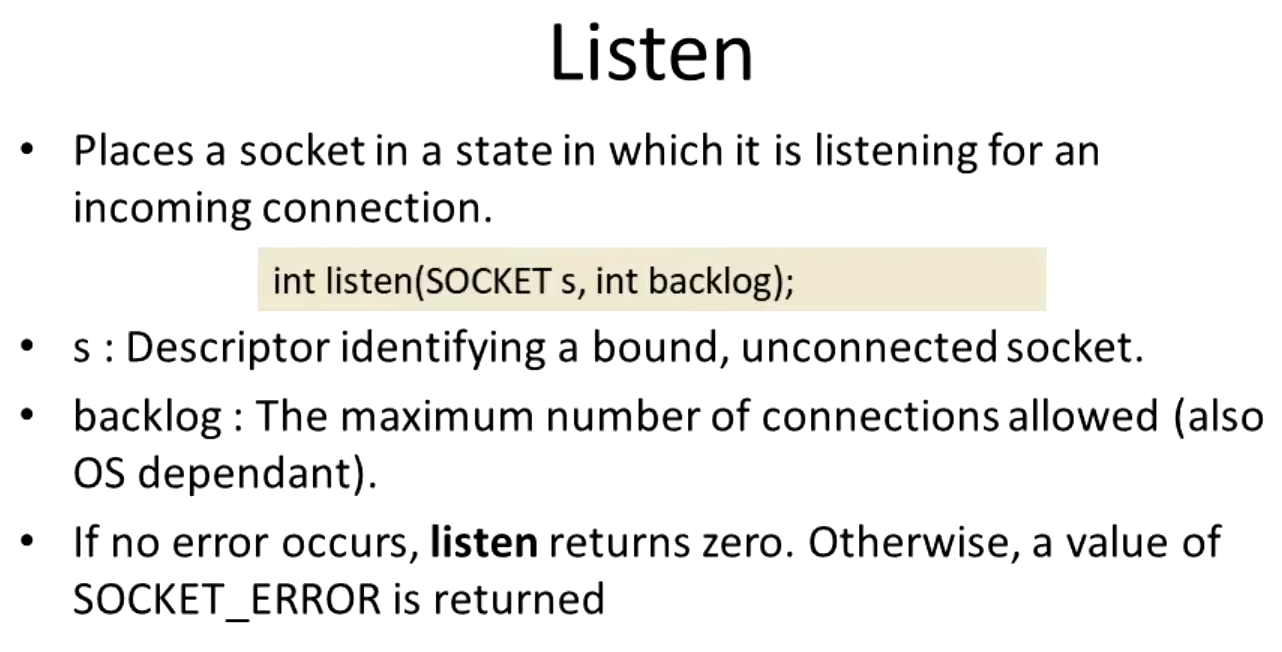 Listen
• Places a socket in a state in which it is listening for an
incoming connection.
int listen(SOCKET s, int backlog);
• s : Descriptor identifying a bound, unconnected socket.
• backlog : The maximum number of connections allowed (also
OS dependant).
• If no error occurs, listen returns zero. Otherwise, a value of
SOCKET_ERROR is returned